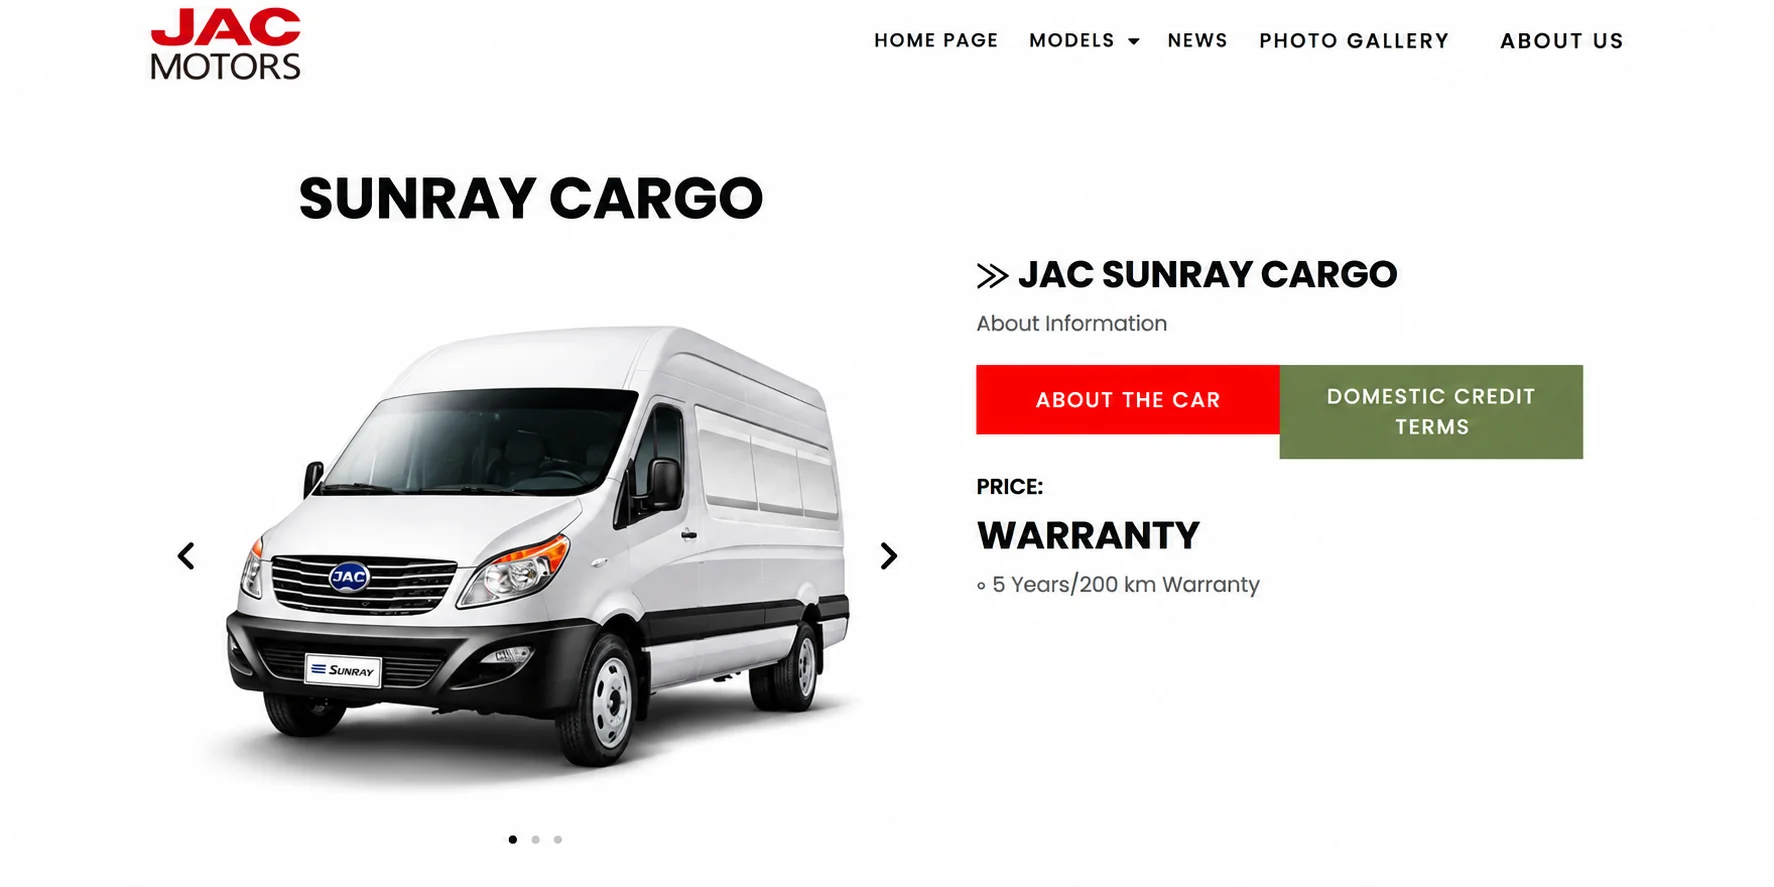 JAC
MOTORS
HOME PAGE MODELS NEWS PHOTO GALLERY ABOUT US
SUNRAY CARGO
JAC SUNRAY CARGO
About Information
ABOUT THE CAR
DOMESTIC CREDIT
TERMS
PRICE:
WARRANTY
5 Years/200 km Warranty
JAC
SUNRAY